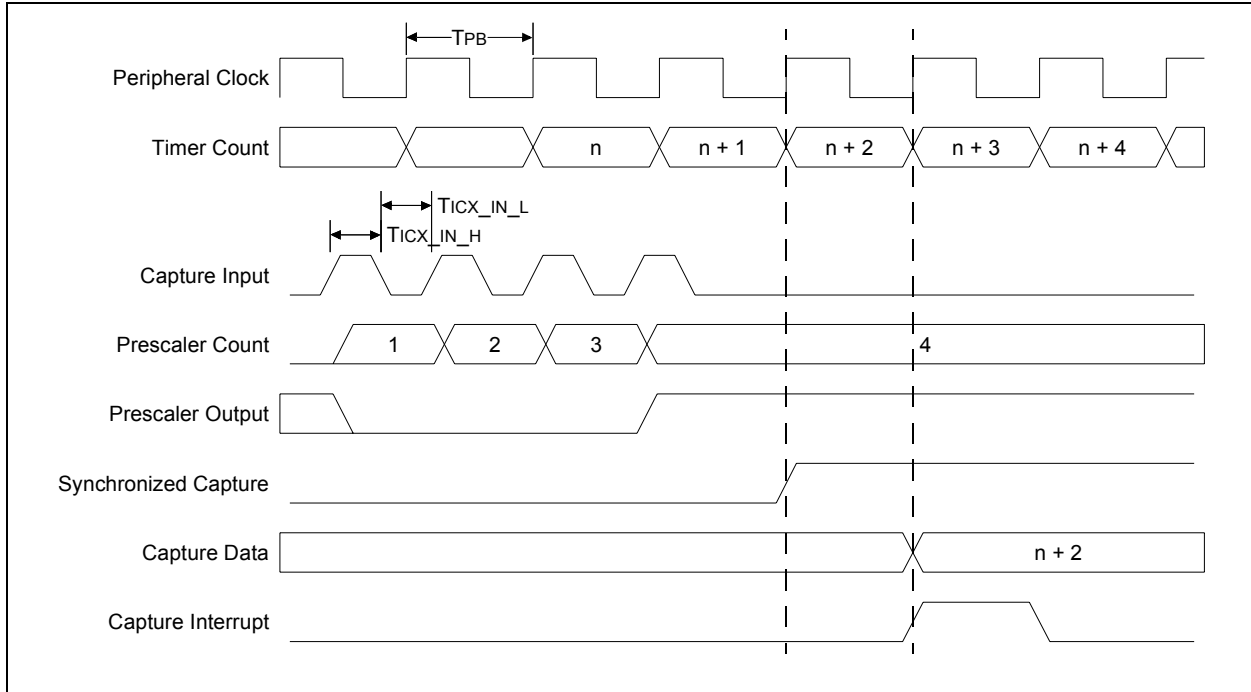 TPB
Peripheral Clock
Timer Count n n + 1 n + 2 n + 3 n + 4
TICX_IN_L
TICX_IN_H
Capture Input
Prescaler Count 1 2 3 4
Prescaler Output
Synchronized Capture
Capture Data n + 2
Capture Interrupt